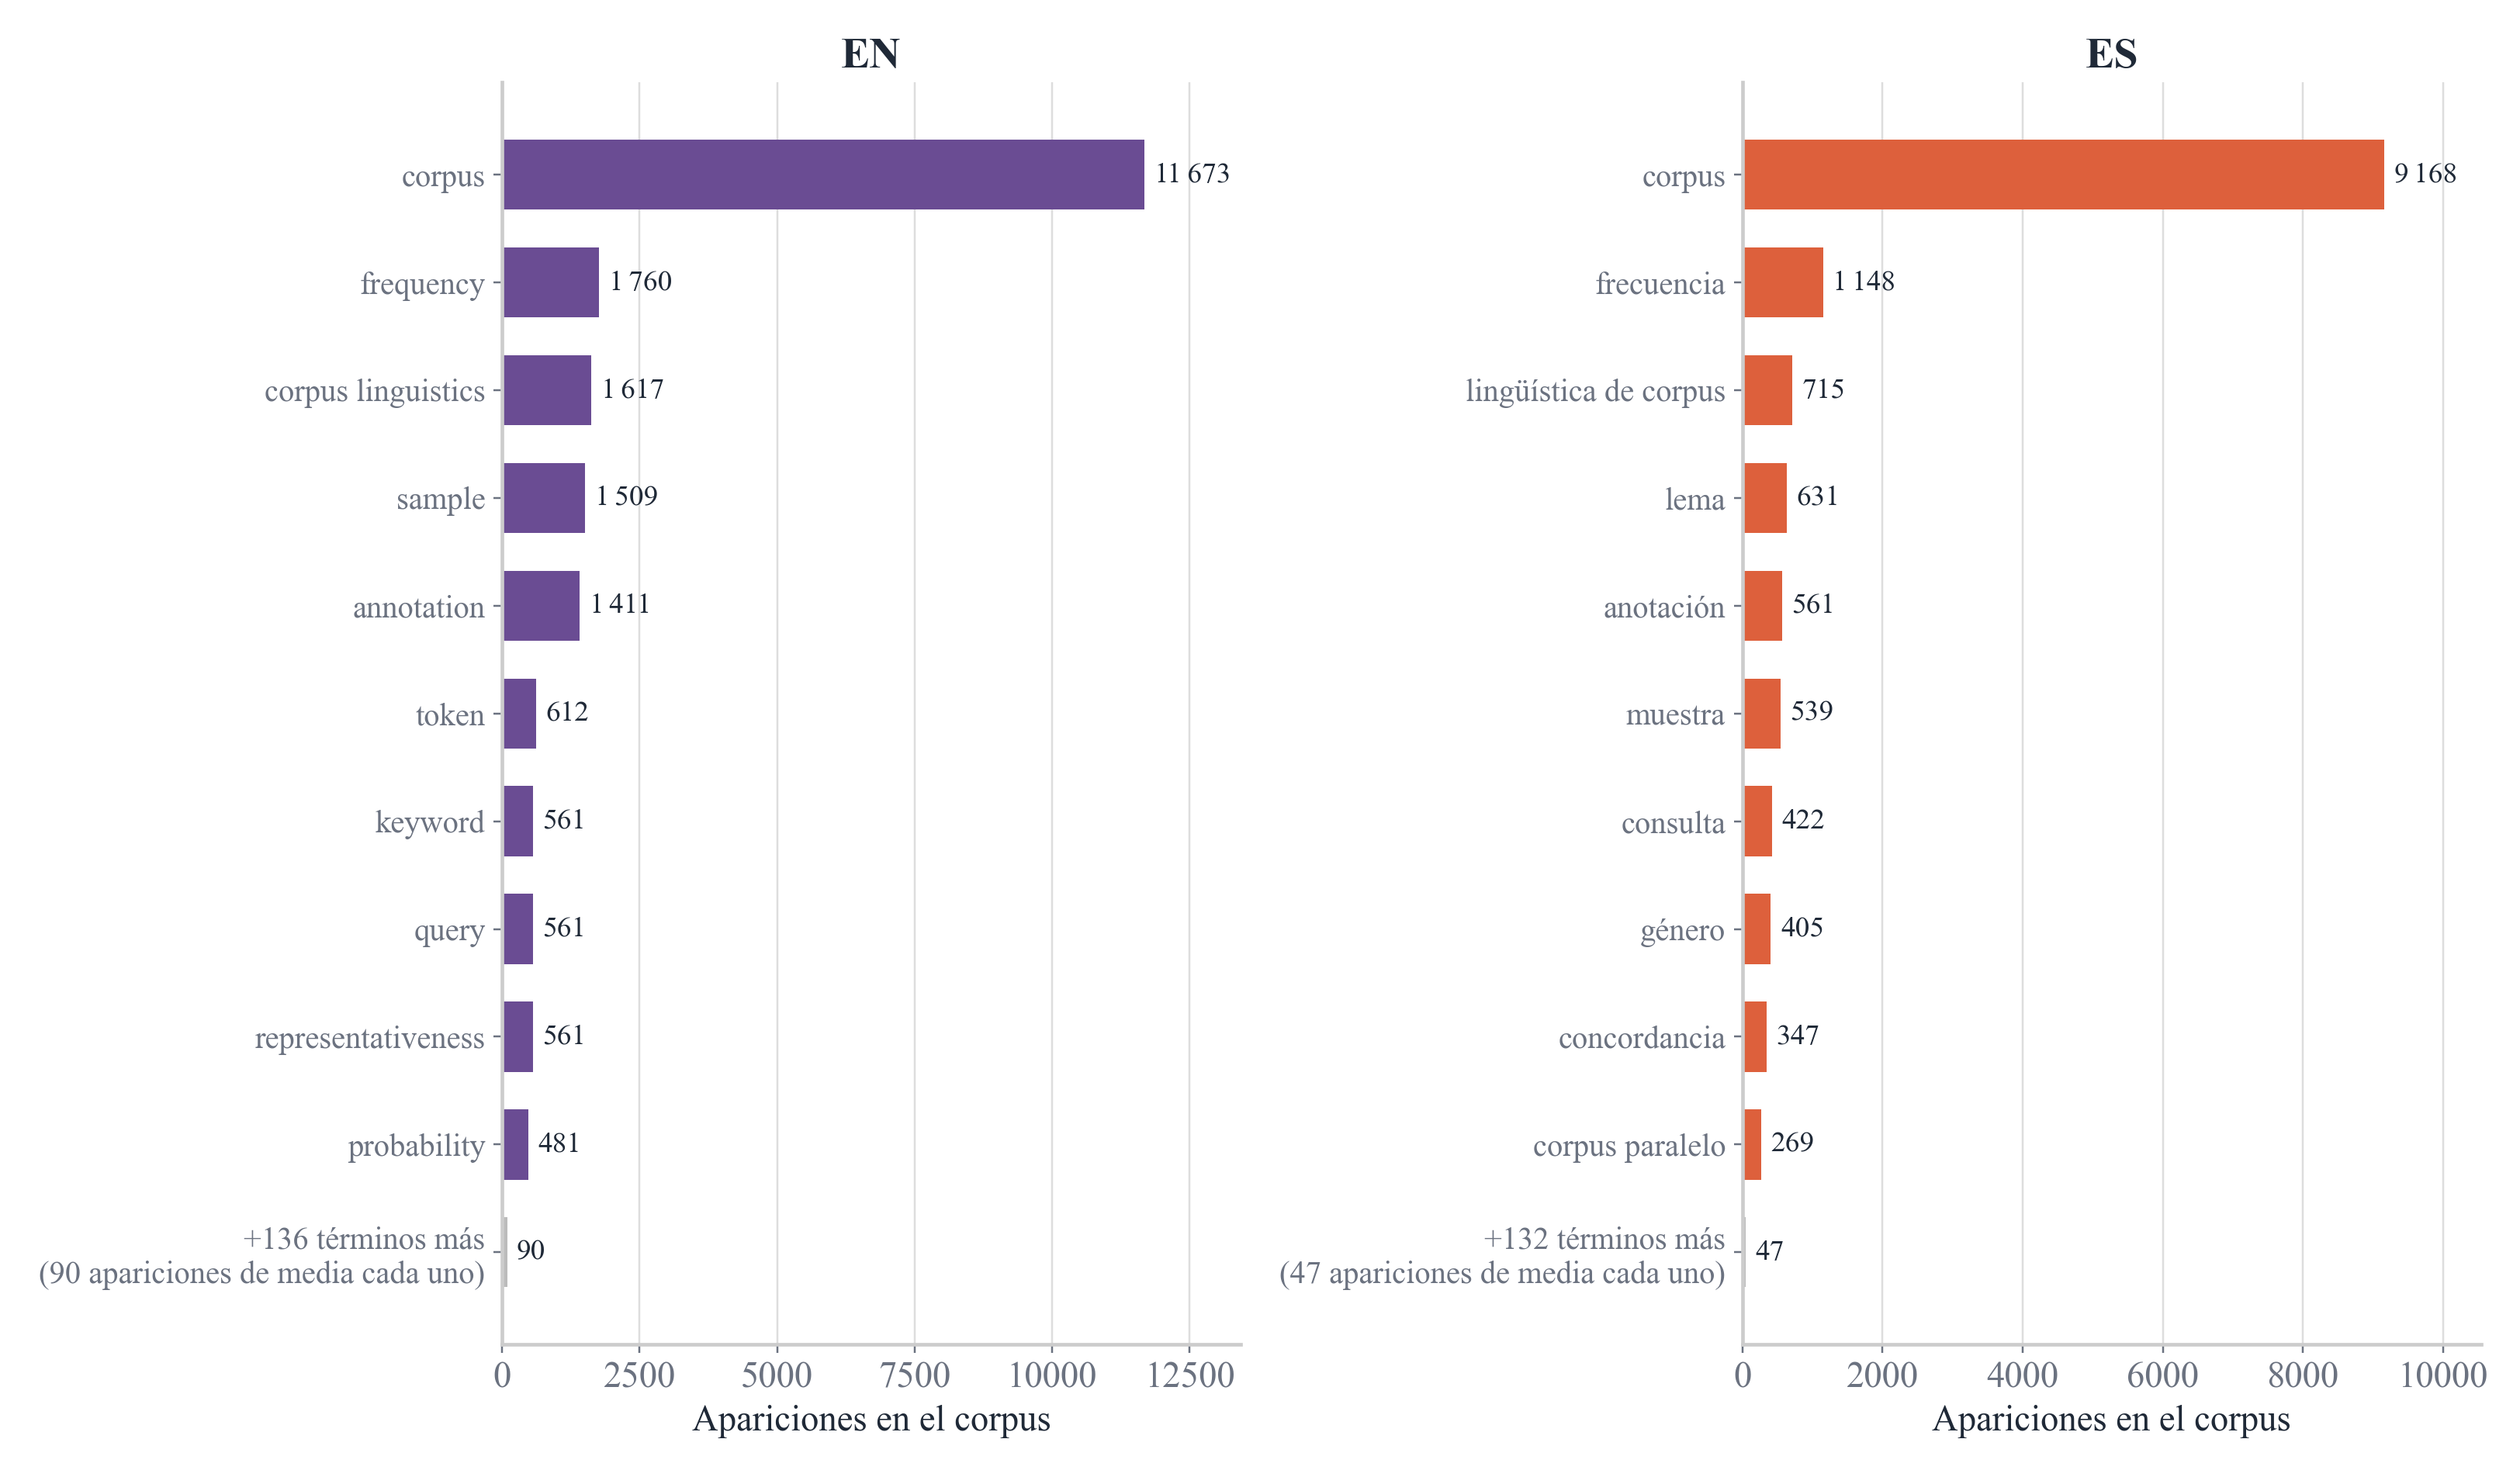 EN
corpus
11 673
frequency
1 760
corpus linguistics
1 617
sample
1 509
annotation
1 411
token
612
keyword
561
query
561
representativeness
561
probability
481
+136 términos más
(90 apariciones de media cada uno)
90
0 2500 5000 7500 10000 12500
Apariciones en el corpus
ES
corpus
9 168
frecuencia
1 148
lingüística de corpus
715
lema
631
anotación
561
muestra
539
consulta
422
género
405
concordancia
347
corpus paralelo
269
+132 términos más
(47 apariciones de media cada uno)
47
0 2000 4000 6000 8000 10000
Apariciones en el corpus